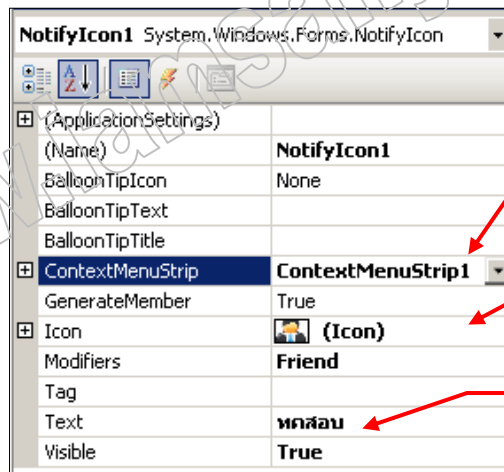 NotifyIcon1 System.Windows.Forms.NotifyIcon
(ApplicationSettings)
(Name) NotifyIcon1
BalloonTipIcon None
BalloonTipText
BalloonTipTitle
ContextMenuStrip ContextMenuStrip1
GenerateMember True
Icon (Icon)
Modifiers Friend
Tag
Text ทดสอบ
Visible True